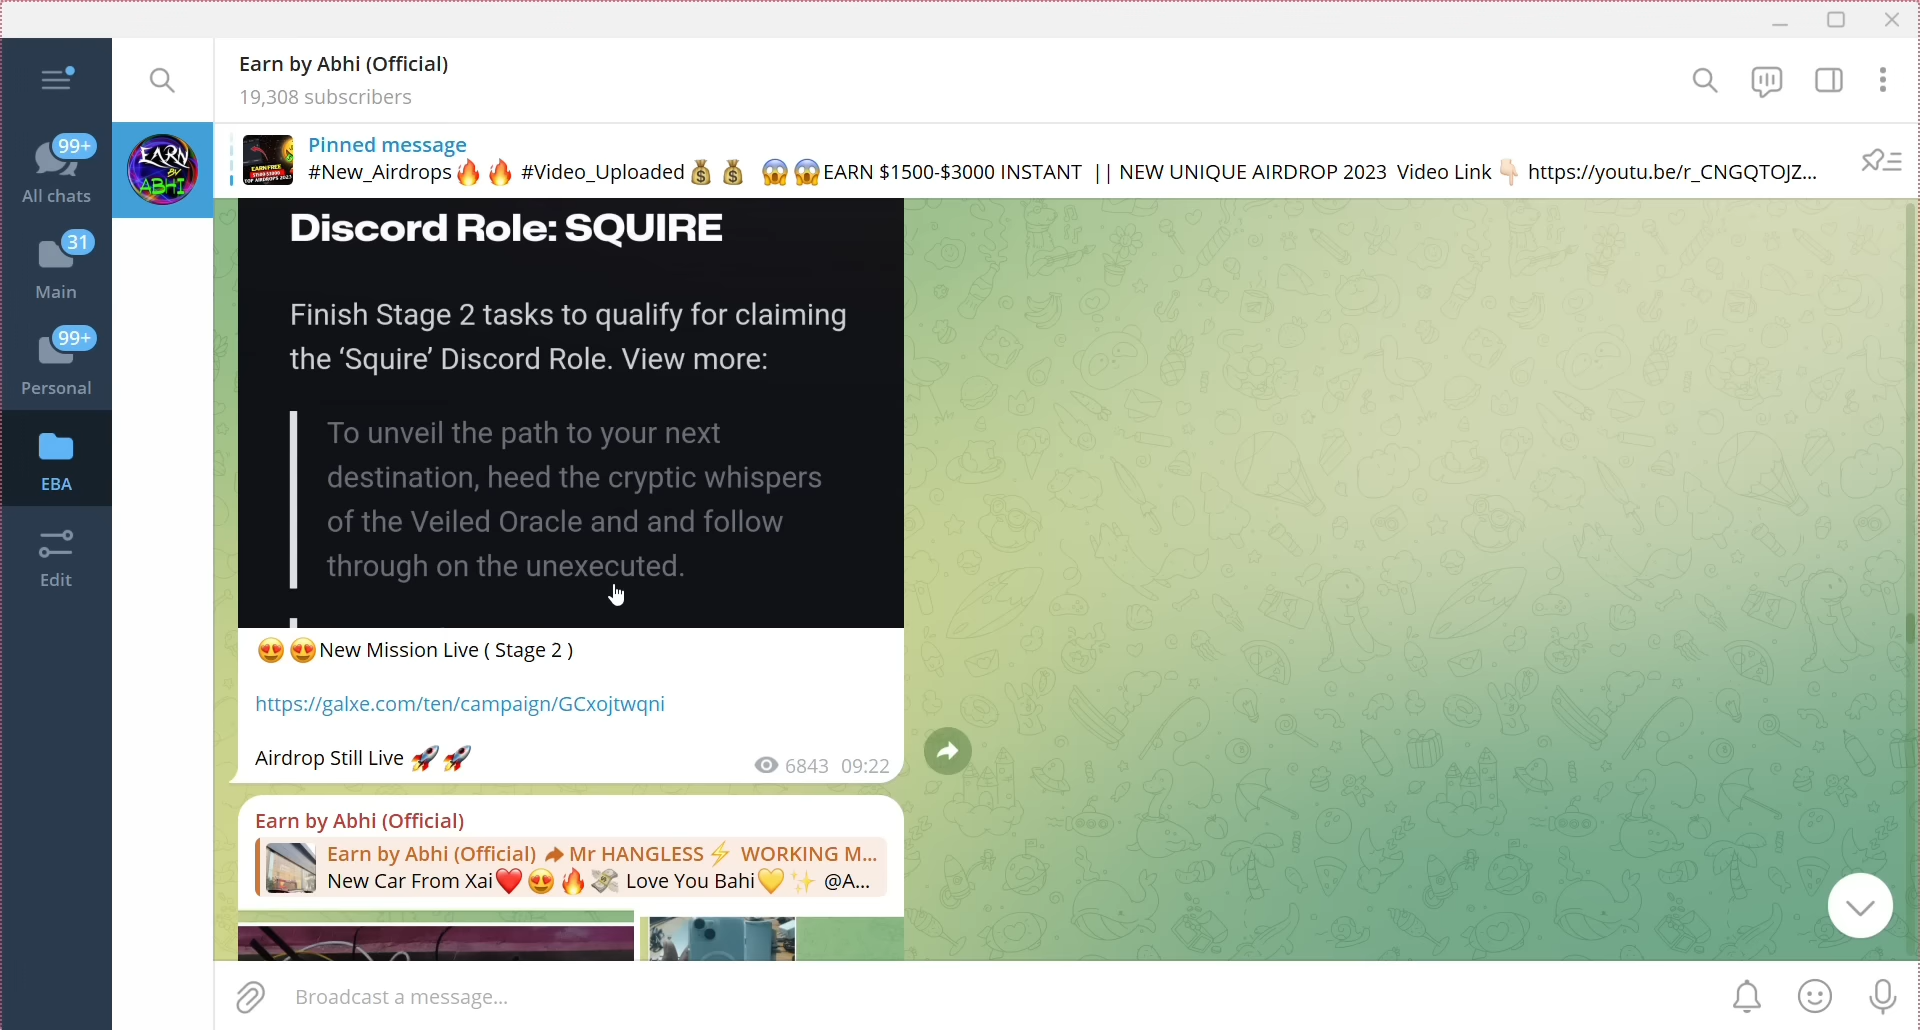 Earn by Abhi (Official)
19,308 subscribers
Pinned message
#New_Airdrops🔥🔥 #Video_Uploaded💰💰 😱😱EARN $1500-$3000 INSTANT || NEW UNIQUE AIRDROP 2023 Video Link 👇🏻 https://youtu.be/r_CNGQTOJZ...
EARN
BY
ABHI
99+
All chats
31
Main
99+
Personal
EBA
Edit
Discord Role: SQUIRE
Finish Stage 2 tasks to qualify for claiming
the ‘Squire’ Discord Role. View more:
To unveil the path to your next
destination, heed the cryptic whispers
of the Veiled Oracle and and follow
through on the unexecuted.
😍😍New Mission Live ( Stage 2 )
https://galxe.com/ten/campaign/GCxojtwqni
Airdrop Still Live 🚀🚀
6843 09:22
Earn by Abhi (Official)
Earn by Abhi (Official) Mr HANGLESS ⚡ WORKING M...
New Car From Xai❤️😍🔥💸 Love You Bahi💛✨ @A...
Broadcast a message...